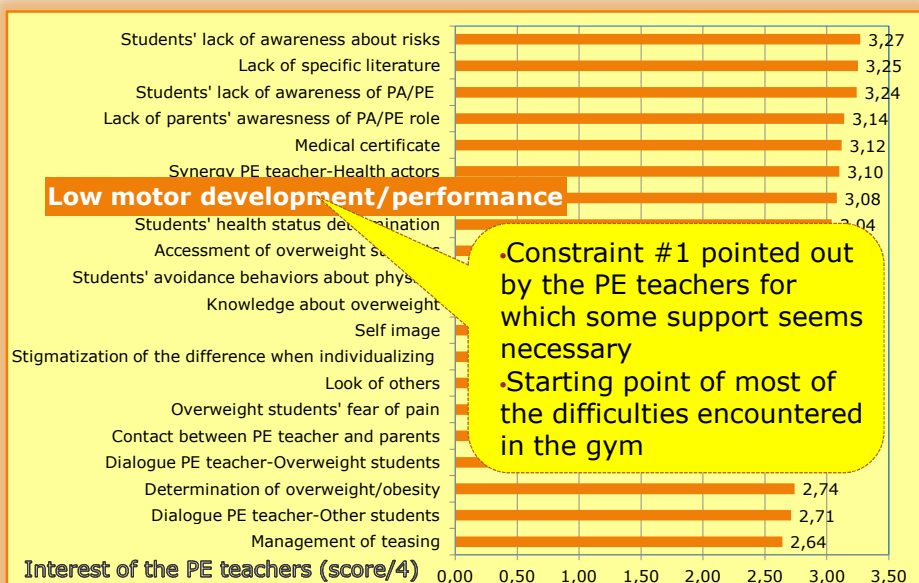 Students' lack of awareness about risks 3,27
Lack of specific literature 3,25
Students' lack of awareness of PA/PE 3,24
Lack of parents' awaresness of PA/PE role 3,14
Medical certificate 3,12
Synergy PE teacher-Health actors 3,10
Low motor development/performance 3,08
Students' health status determination 3,04
Accessment of overweight
Students' avoidance behaviors about
Knowledge about overweight
Self image
Stigmatization of the difference when individualizing
Look of others
Overweight students' fear of pain
Contact between PE teacher and parents
Dialogue PE teacher-Overweight students
Determination of overweight/obesity 2,74
Dialogue PE teacher-Other students 2,71
Management of teasing 2,64
•Constraint #1 pointed out
by the PE teachers for
which some support seems
necessary
•Starting point of most of
the difficulties encountered
in the gym
Interest of the PE teachers (score/4)
0,00 0,50 1,00 1,50 2,00 2,50 3,00 3,50